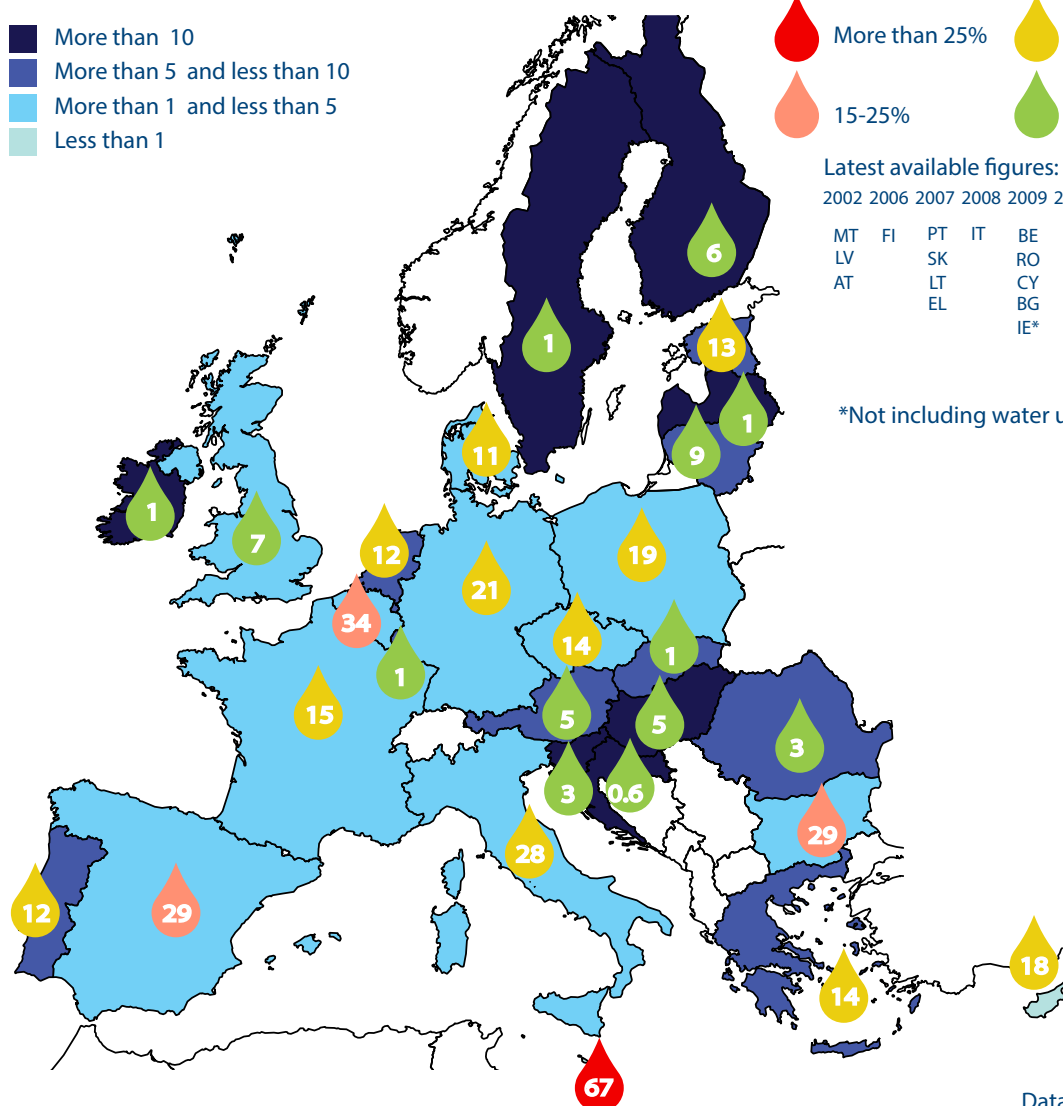 More than 10
More than 5 and less than 10
More than 1 and less than 5
Less than 1
More than 25%
15-25%
Latest available figures:
2002 2006 2007 2008 2009 2
MT FI PT IT BE
LV SK RO
AT LT CY
EL BG
IE*
*Not including water u
6
1
13
1
9
11
1
7
12
19
21
34
14
1
1
15
5
5
3
3
0.6
29
28
12
29
18
14
67
Data